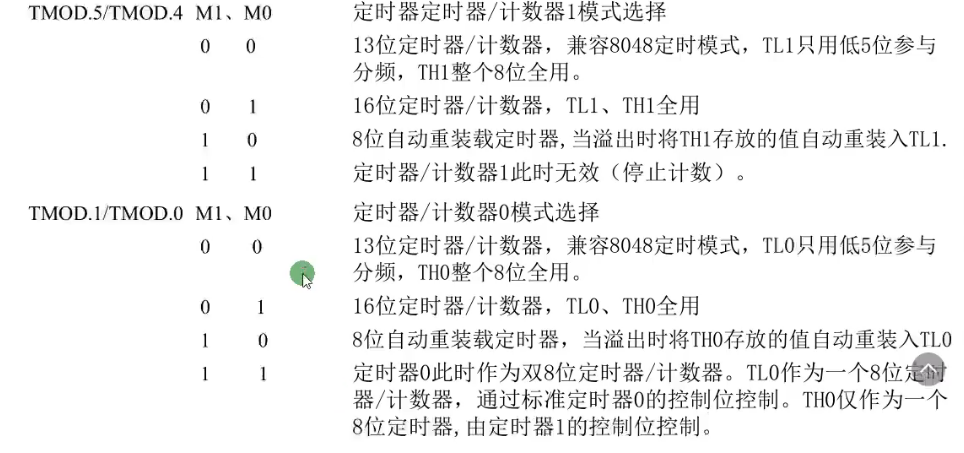 TMOD.5/TMOD.4 M1、M0 定时器定时器/计数器1模式选择
0 0 13位定时器/计数器，兼容8048定时模式，TL1只用低5位参与
分频，TH1整个8位全用。
0 1 16位定时器/计数器，TL1、TH1全用
1 0 8位自动重装载定时器,当溢出时将TH1存放的值自动重装入TL1.
1 1 定时器/计数器1此时无效（停止计数）。
TMOD.1/TMOD.0 M1、M0 定时器/计数器0模式选择
0 0 13位定时器/计数器，兼容8048定时模式，TL0只用低5位参与
分频，TH0整个8位全用。
0 1 16位定时器/计数器，TL0、TH0全用
1 0 8位自动重装载定时器，当溢出时将TH0存放的值自动重装入TL0
1 1 定时器0此时作为双8位定时器/计数器。TL0作为一个8位定时
器/计数器，通过标准定时器0的控制位控制。TH0仅作为一个
8位定时器,由定时器1的控制位控制。